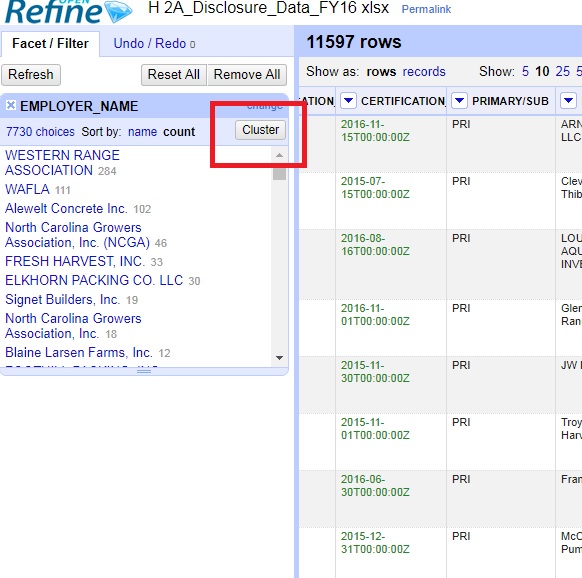 OPEN
Refine
H 2A_Disclosure_Data_FY16 xlsx Permalink
Facet / Filter Undo / Redo 0
Refresh Reset All Remove All
EMPLOYER_NAME change
7730 choices Sort by: name count Cluster
WESTERN RANGE
ASSOCIATION 284
WAFLA 111
Alewelt Concrete Inc. 102
North Carolina Growers
Association, Inc. (NCGA) 46
FRESH HARVEST, INC. 33
ELKHORN PACKING CO. LLC 30
Signet Builders, Inc. 19
North Carolina Growers
Association, Inc. 18
Blaine Larsen Farms, Inc. 12
11597 rows
Show as: rows records Show: 5 10 25 5
ATION CERTIFICATION PRIMARY/SUB
2016-11- PRI ARN
15T00:00:00Z LLC
2015-07- PRI Clev
15T00:00:00Z Thib
2016-08- PRI LOU
16T00:00:00Z AQU
INVE
2016-11- PRI Glen
01T00:00:00Z Ran
2015-11- PRI JW
30T00:00:00Z
2015-11- PRI Troy
01T00:00:00Z Harv
2016-06- PRI Fran
30T00:00:00Z
2015-12- PRI McC
31T00:00:00Z Pum